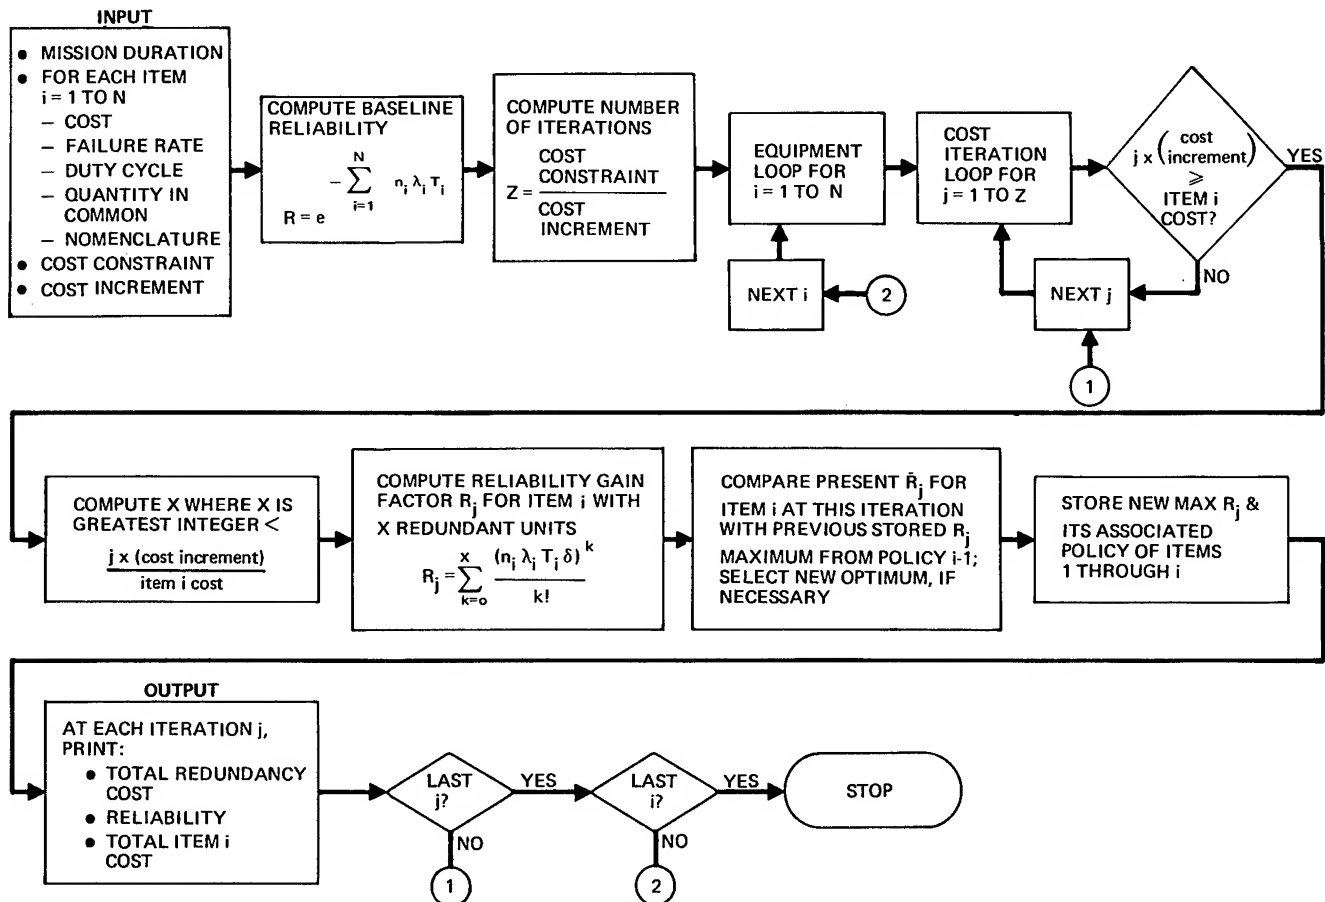 INPUT
● MISSION DURATION
● FOR EACH ITEM
i = 1 TO N
– COST
– FAILURE RATE
– DUTY CYCLE
– QUANTITY IN
COMMON
– NOMENCLATURE
● COST CONSTRAINT
● COST INCREMENT
COMPUTE BASELINE
RELIABILITY
N
– ∑ n_i λ_i T_i
i=1
R = e
COMPUTE NUMBER
OF ITERATIONS
COST
CONSTRAINT
Z =
COST
INCREMENT
EQUIPMENT
LOOP FOR
i = 1 TO N
NEXT i
2
COST
ITERATION
LOOP FOR
j = 1 TO Z
NEXT j
1
j x (cost increment)
⩾
ITEM i
COST?
YES
NO
COMPUTE X WHERE X IS
GREATEST INTEGER <
j x (cost increment)
item i cost
COMPUTE RELIABILITY GAIN
FACTOR R_j FOR ITEM i WITH
X REDUNDANT UNITS
x
R_j = ∑ (n_i λ_i T_i δ)^k
k=o
k!
COMPARE PRESENT R̄_j FOR
ITEM i AT THIS ITERATION
WITH PREVIOUS STORED R_j
MAXIMUM FROM POLICY i-1;
SELECT NEW OPTIMUM, IF
NECESSARY
STORE NEW MAX R_j &
ITS ASSOCIATED
POLICY OF ITEMS
1 THROUGH i
OUTPUT
AT EACH ITERATION j,
PRINT:
● TOTAL REDUNDANCY
COST
● RELIABILITY
● TOTAL ITEM i
COST
LAST
j?
YES
NO
1
LAST
i?
YES
NO
2
STOP